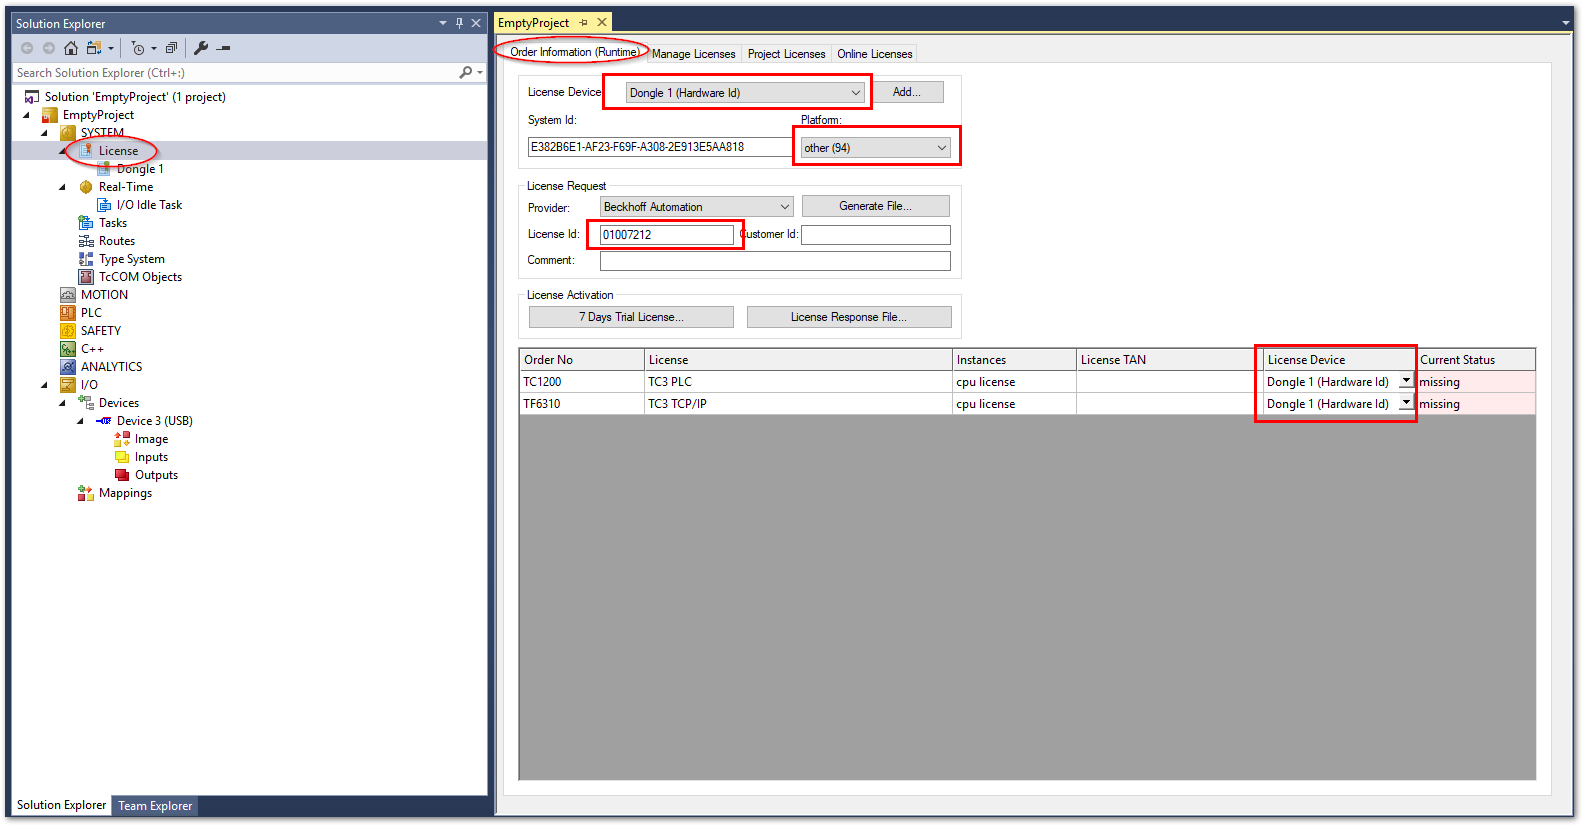 Solution Explorer
Search Solution Explorer (Ctrl+:)
Solution 'EmptyProject' (1 project)
EmptyProject
SYSTEM
License
Dongle 1
Real-Time
I/O Idle Task
Tasks
Routes
Type System
TcCOM Objects
MOTION
PLC
SAFETY
C++
ANALYTICS
I/O
Devices
Device 3 (USB)
Image
Inputs
Outputs
Mappings
Solution Explorer Team Explorer
EmptyProject
Order Information (Runtime) Manage Licenses Project Licenses Online Licenses
License Device Dongle 1 (Hardware Id) Add...
System Id: Platform:
E382B6E1-AF23-F69F-A308-2E913E5AA818 other (94)
License Request
Provider: Beckhoff Automation Generate File...
License Id: 01007212 Customer Id:
Comment:
License Activation
7 Days Trial License... License Response File...
Order No License Instances License TAN License Device Current Status
TC1200 TC3 PLC cpu license Dongle 1 (Hardware Id) missing
TF6310 TC3 TCP/IP cpu license Dongle 1 (Hardware Id) missing